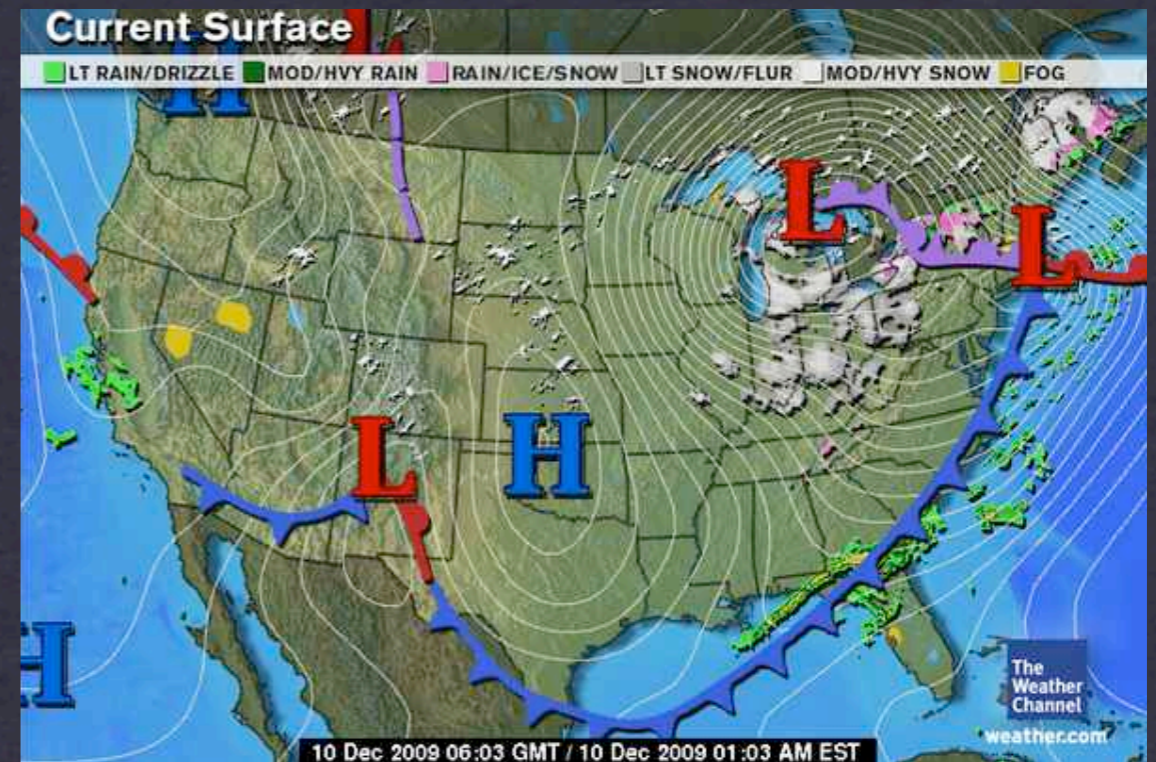 Current Surface
LT RAIN/DRIZZLE MOD/HVY RAIN RAIN/ICE/SNOW LT SNOW/FLUR MOD/HVY SNOW FOG
H
L
L
L
H
H
The
Weather
Channel
weather.com
10 Dec 2009 06:03 GMT / 10 Dec 2009 01:03 AM EST